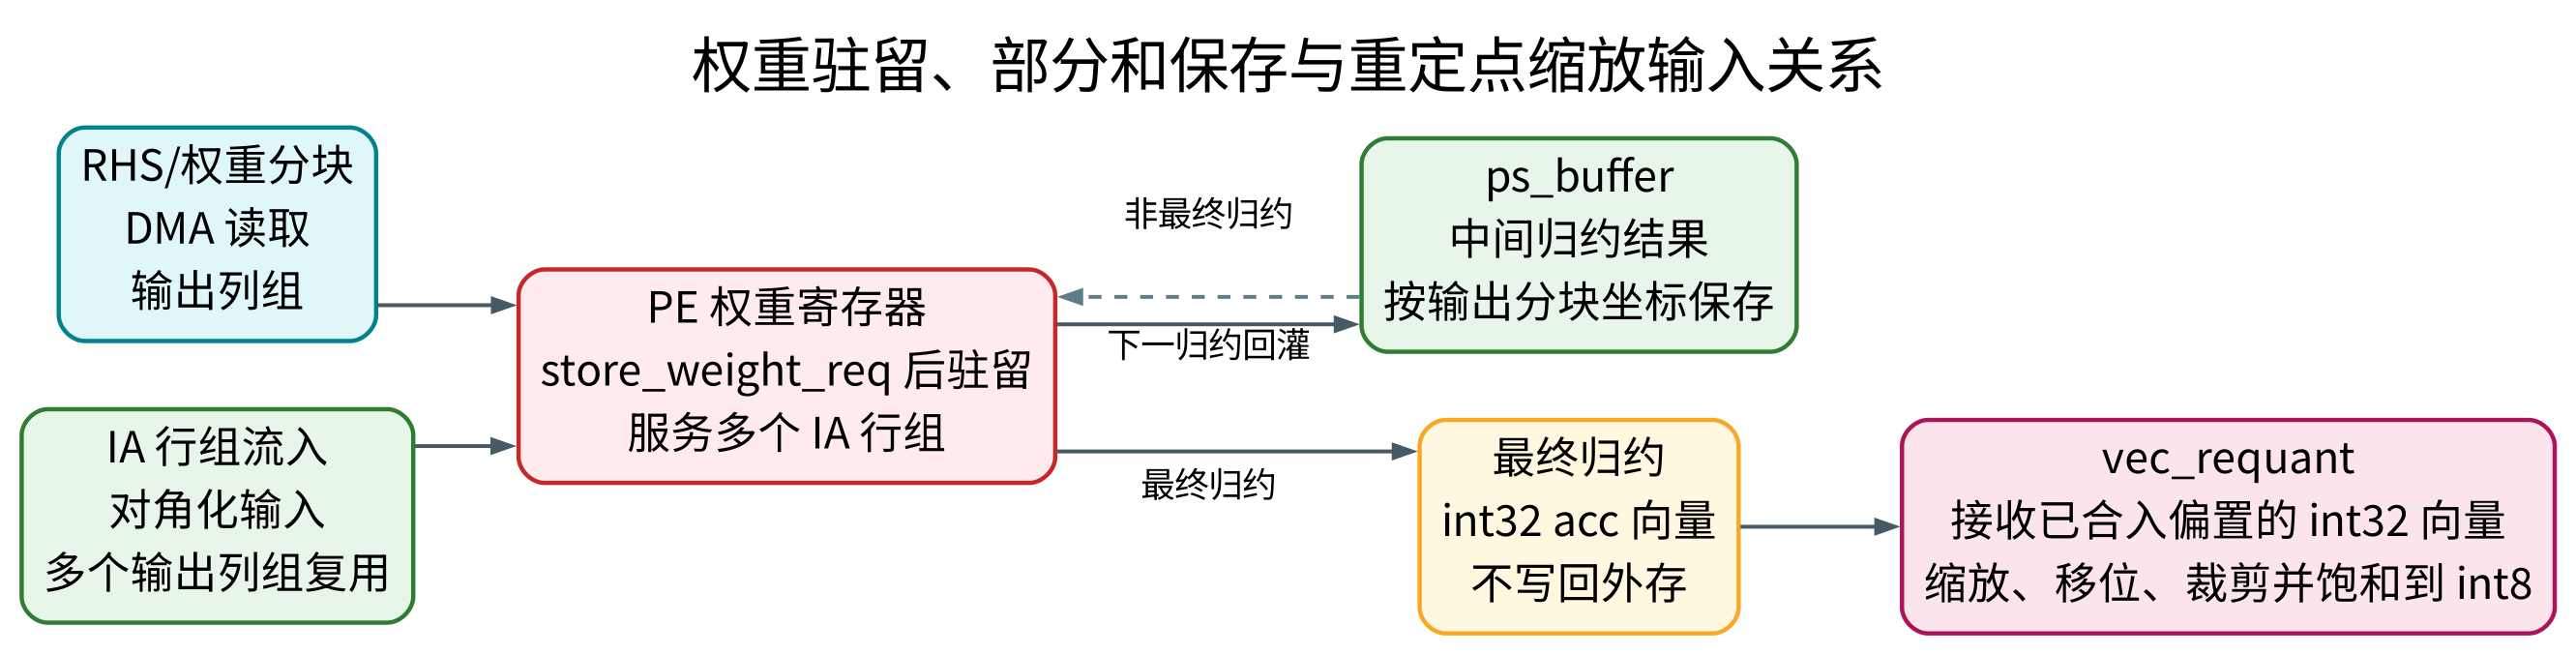 权重驻留、部分和保存与重定点缩放输入关系
RHS/权重分块
DMA 读取
输出列组
IA 行组流入
对角化输入
多个输出列组复用
PE 权重寄存器
store_weight_req 后驻留
服务多个 IA 行组
非最终归约
下一归约回灌
最终归约
ps_buffer
中间归约结果
按输出分块坐标保存
最终归约
int32 acc 向量
不写回外存
vec_requant
接收已合入偏置的 int32 向量
缩放、移位、裁剪并饱和到 int8